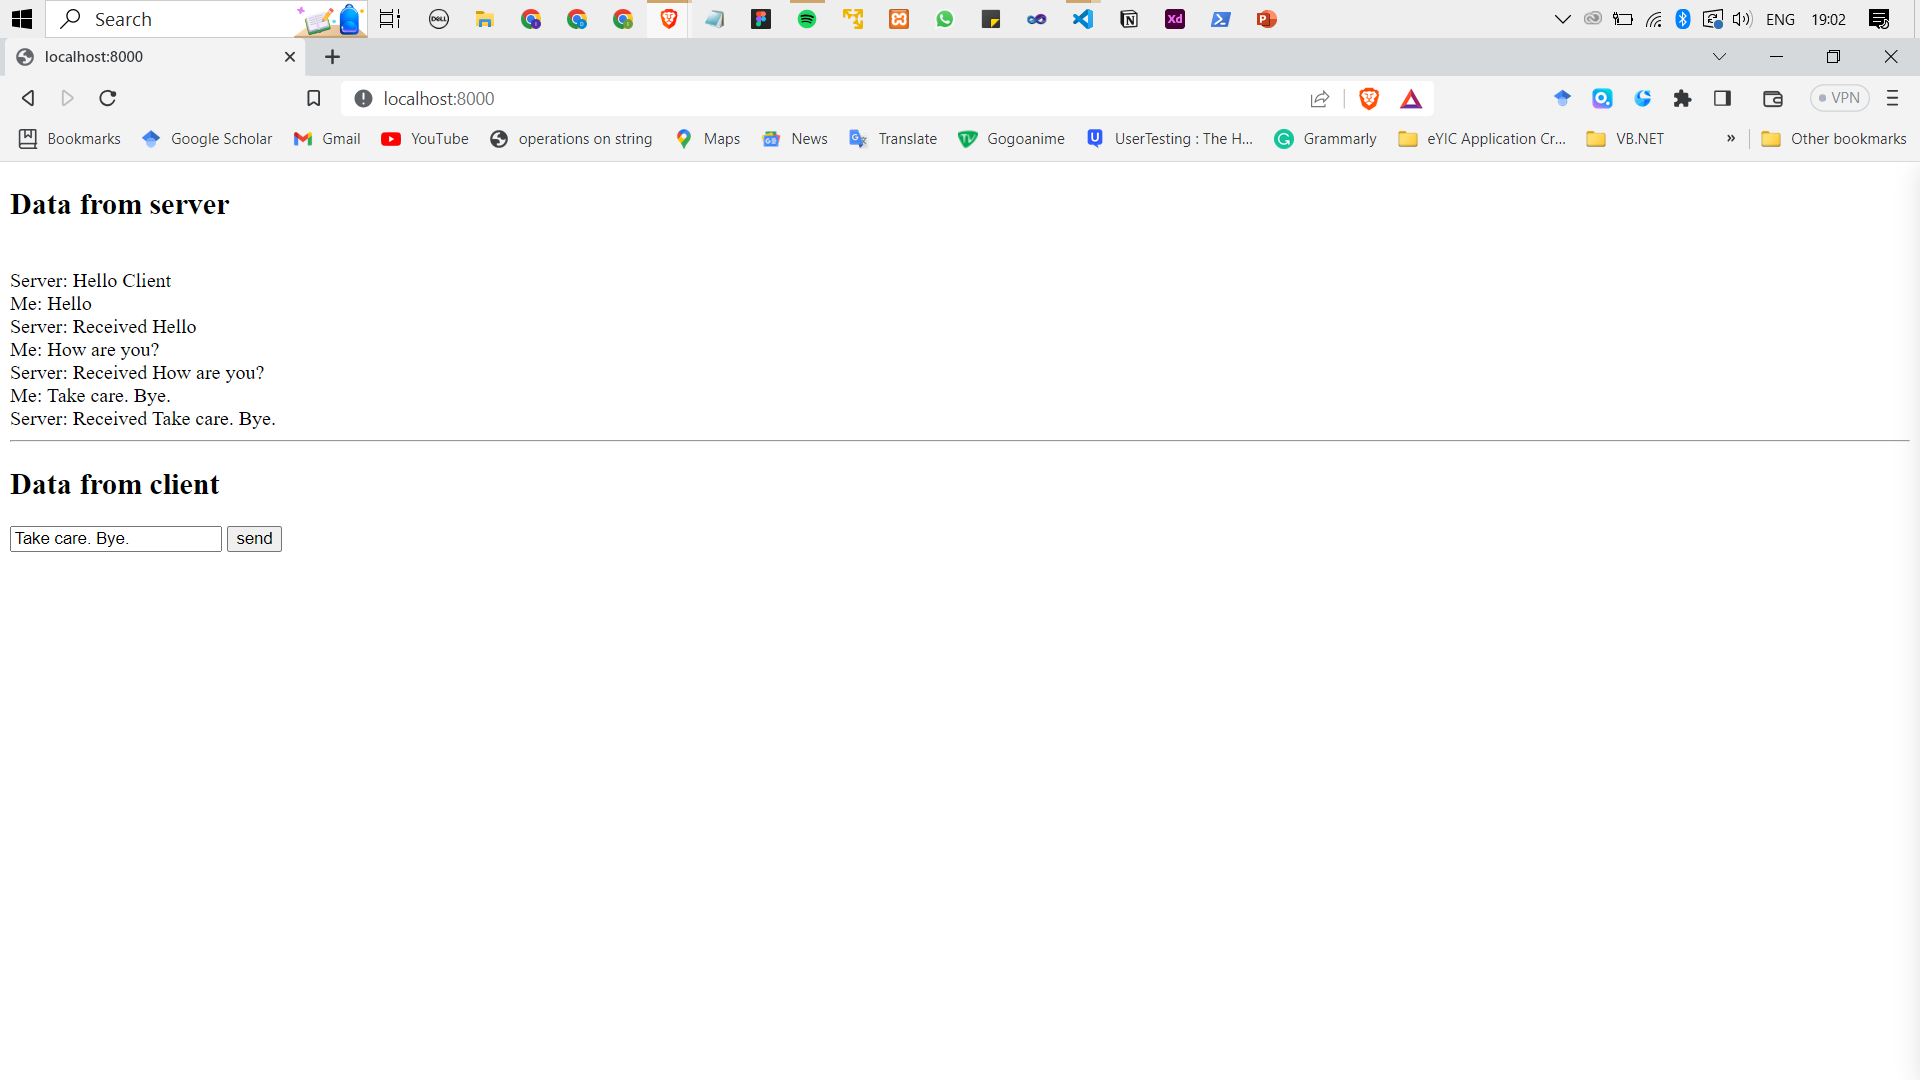 Search
DELL
Xd
ENG
19:02
localhost:8000
localhost:8000
VPN
Bookmarks
Google Scholar
Gmail
YouTube
operations on string
Maps
News
Translate
Gogoanime
UserTesting : The H...
Grammarly
eYIC Application Cr...
VB.NET
»
Other bookmarks
Data from server
Server: Hello Client
Me: Hello
Server: Received Hello
Me: How are you?
Server: Received How are you?
Me: Take care. Bye.
Server: Received Take care. Bye.
Data from client
Take care. Bye. send